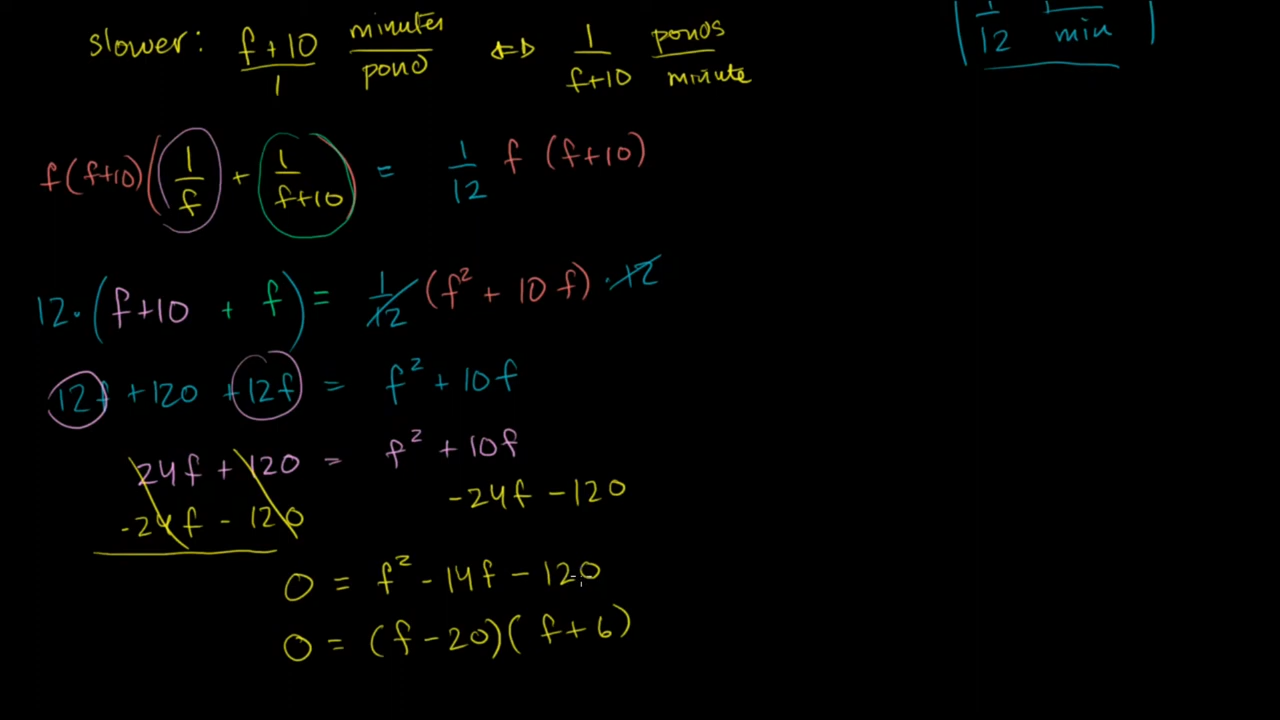 slower: f+10/1 minutes/pond ⇔ 1/f+10 ponds/minute
1/12 min
f(f+10)(1/f + 1/f+10) = 1/12 f (f+10)
12·(f+10 + f) = 1/12 (f² + 10f) · 12
12f + 120 + 12f = f² + 10f
24f + 120 = f² + 10f
-24f - 120 -24f - 120
0 = f² - 14f - 120
0 = (f - 20)(f + 6)